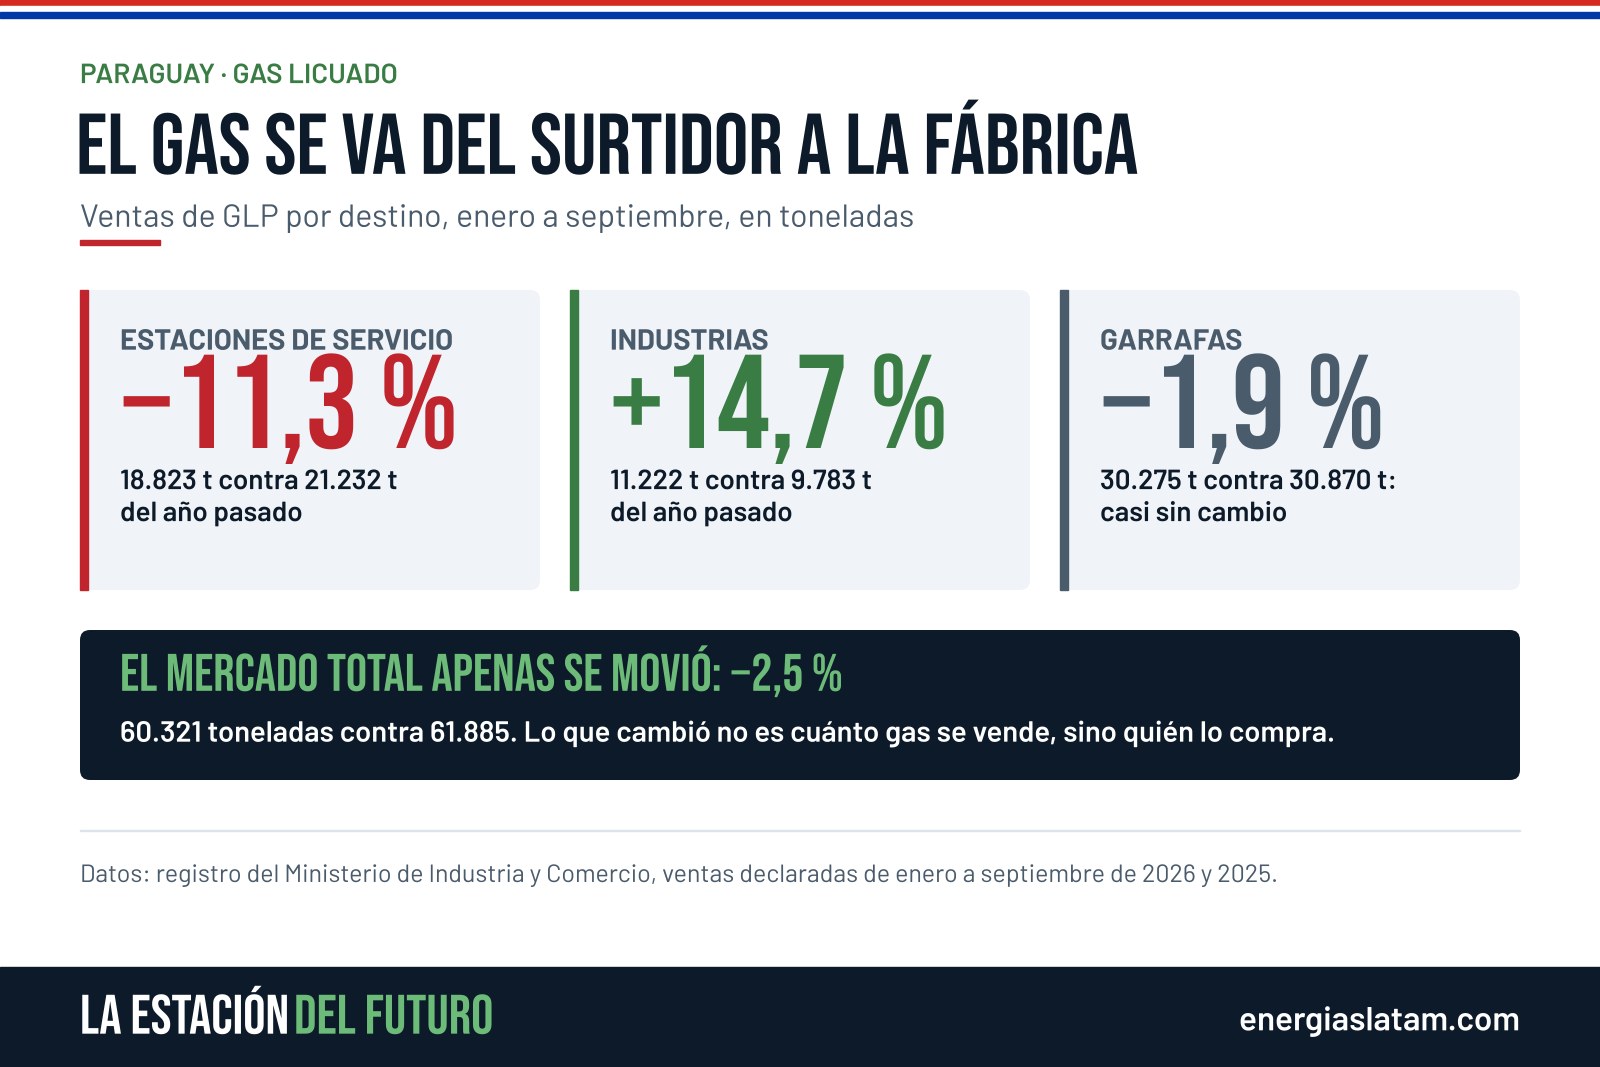 PARAGUAY · GAS LICUADO
EL GAS SE VA DEL SURTIDOR A LA FÁBRICA
Ventas de GLP por destino, enero a septiembre, en toneladas
ESTACIONES DE SERVICIO
−11,3 %
18.823 t contra 21.232 t
del año pasado
INDUSTRIAS
+14,7 %
11.222 t contra 9.783 t
del año pasado
GARRAFAS
−1,9 %
30.275 t contra 30.870 t:
casi sin cambio
EL MERCADO TOTAL APENAS SE MOVIÓ: −2,5 %
60.321 toneladas contra 61.885. Lo que cambió no es cuánto gas se vende, sino quién lo compra.
Datos: registro del Ministerio de Industria y Comercio, ventas declaradas de enero a septiembre de 2026 y 2025.
LA ESTACIÓN DEL FUTURO
energiaslatam.com